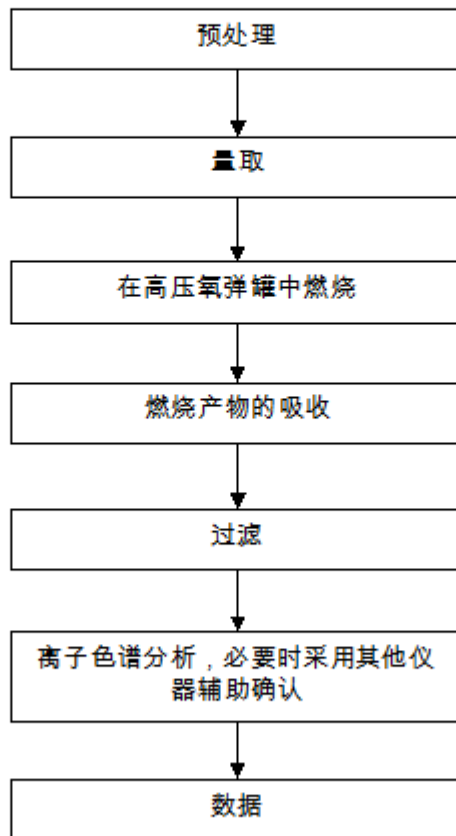 预处理
量取
在高压氧弹罐中燃烧
燃烧产物的吸收
过滤
离子色谱分析，必要时采用其他仪
器辅助确认
数据